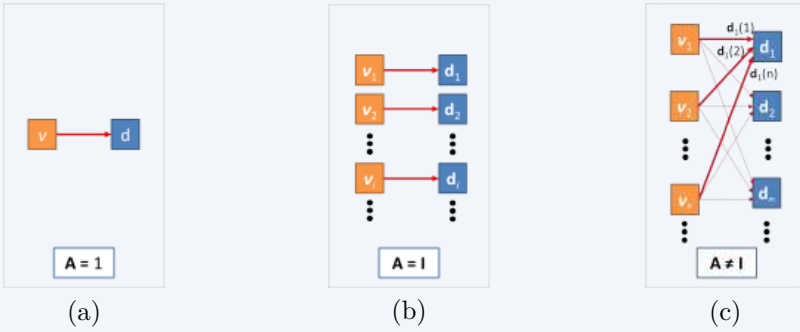 v d
A = 1
(a)
v1 d1
v2 d2
vi di
A = I
(b)
d1(1)
v1 d1
d1(2)
d1(n)
v2 d2
dm
vn
A ≠ I
(c)